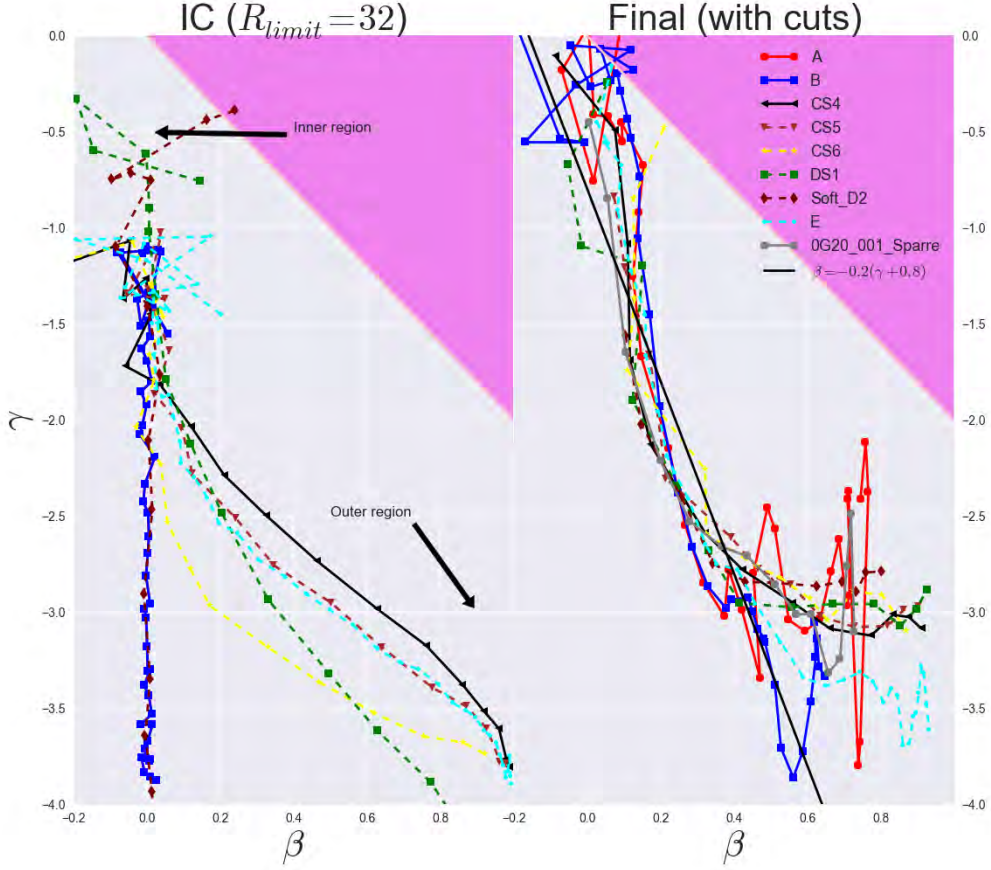 IC (R_limit=32)
Final (with cuts)
0.0
−0.5
−1.0
−1.5
−2.0
−2.5
−3.0
−3.5
−4.0
γ
Inner region
Outer region
A
B
CS4
CS5
CS6
DS1
Soft_D2
E
0G20_001_Sparre
β=−0.2(γ+0.8)
0.0
−0.5
−1.0
−1.5
−2.0
−2.5
−3.0
−3.5
−4.0
−0.2 0.0 0.2 0.4 0.6 0.8 −0.2 0.0 0.2 0.4 0.6 0.8
β β